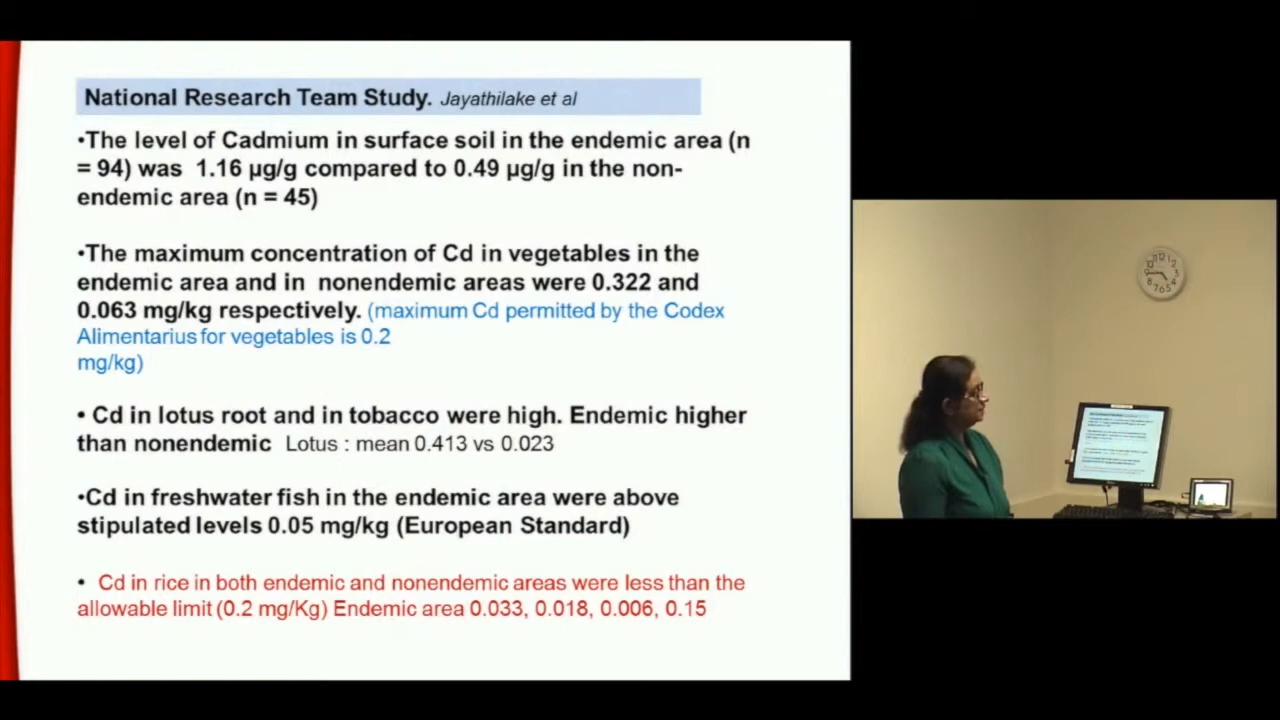 National Research Team Study. Jayathilake et al
•The level of Cadmium in surface soil in the endemic area (n
= 94) was 1.16 µg/g compared to 0.49 µg/g in the non-
endemic area (n = 45)
•The maximum concentration of Cd in vegetables in the
endemic area and in nonendemic areas were 0.322 and
0.063 mg/kg respectively. (maximum Cd permitted by the Codex
Alimentarius for vegetables is 0.2
mg/kg)
• Cd in lotus root and in tobacco were high. Endemic higher
than nonendemic Lotus : mean 0.413 vs 0.023
•Cd in freshwater fish in the endemic area were above
stipulated levels 0.05 mg/kg (European Standard)
• Cd in rice in both endemic and nonendemic areas were less than the
allowable limit (0.2 mg/Kg) Endemic area 0.033, 0.018, 0.006, 0.15